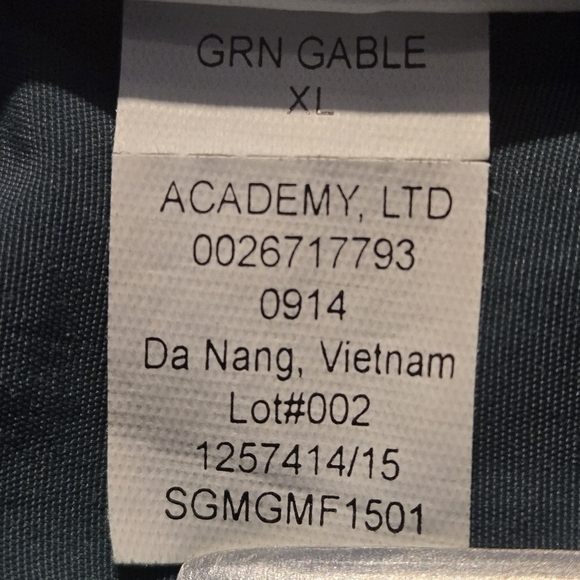 GRN GABLE
XL
ACADEMY, LTD
0026717793
0914
Da Nang, Vietnam
Lot#002
1257414/15
SGMGMF1501